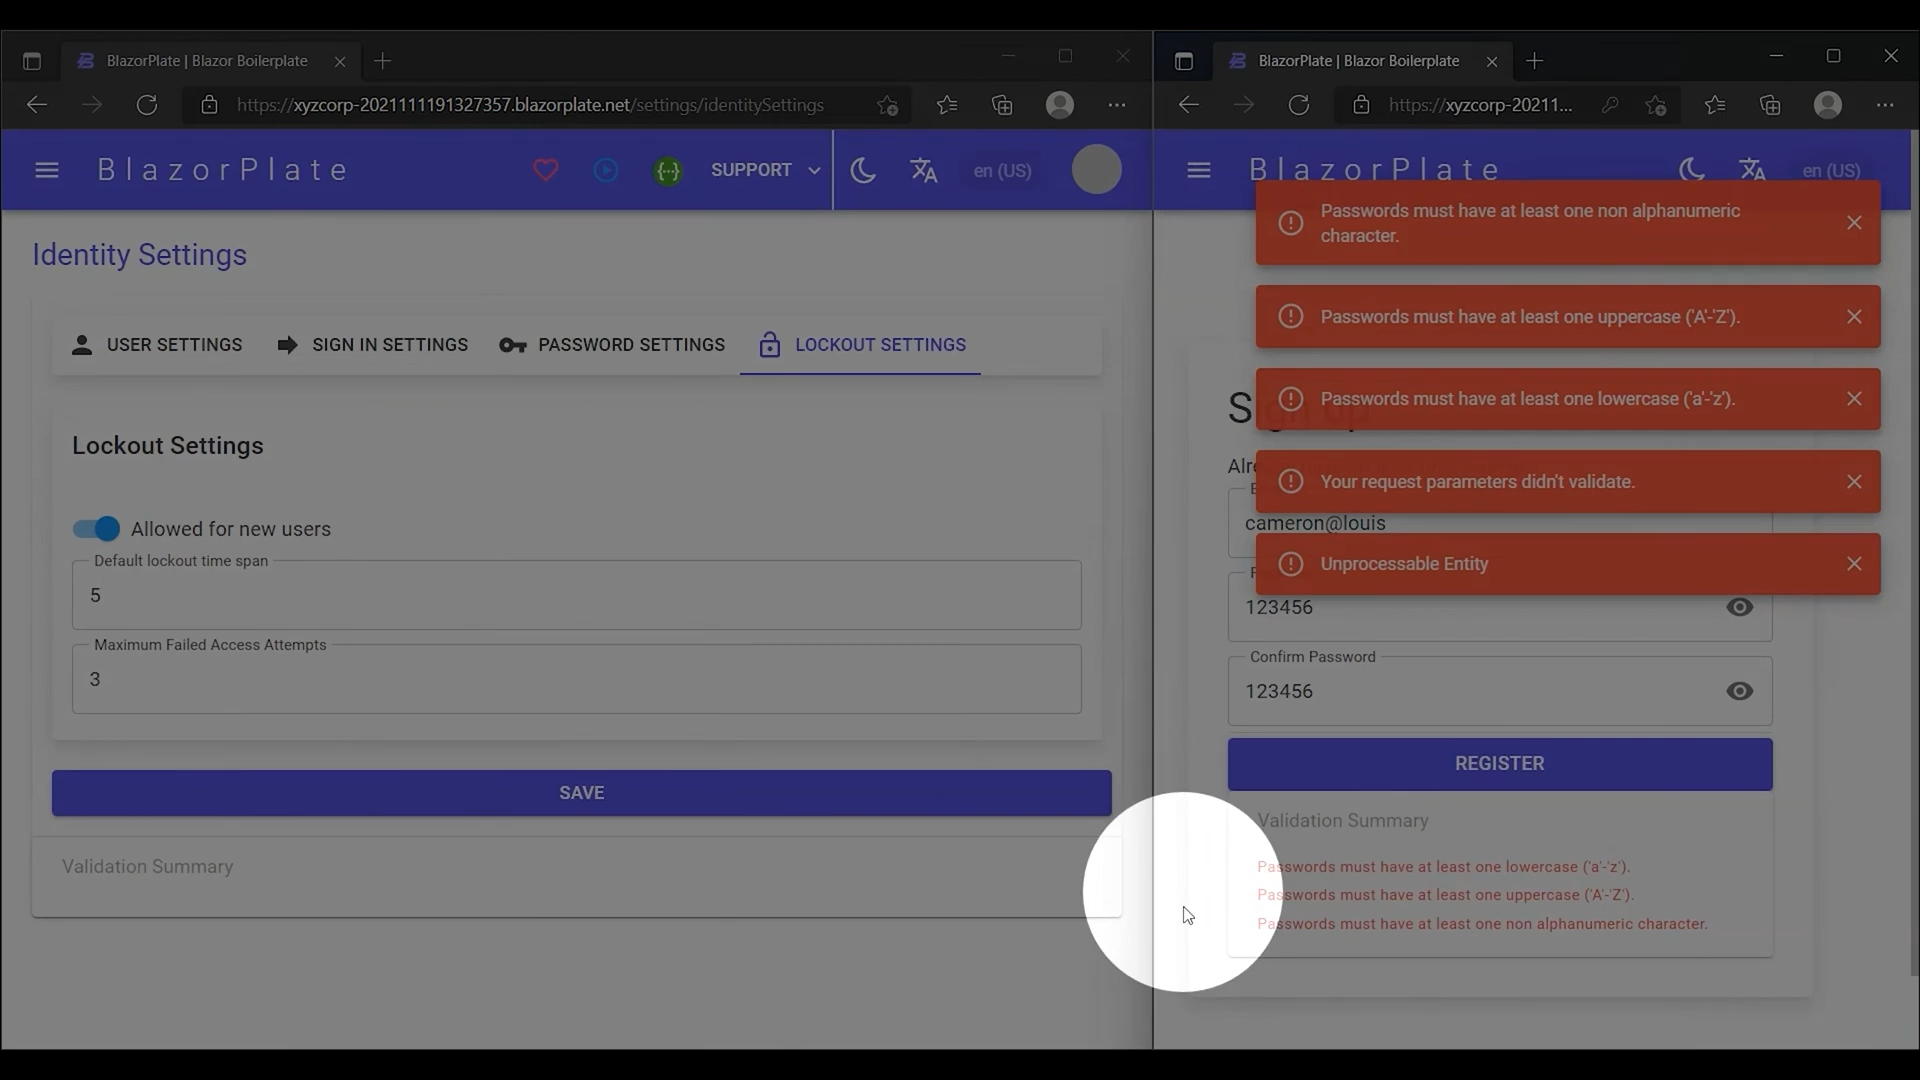 BlazorPlate | Blazor Boilerplate
https://xyzcorp-2021111191327357.blazorplate.net/settings/identitySettings
BlazorPlate
SUPPORT
en (US)
Identity Settings
USER SETTINGS
SIGN IN SETTINGS
PASSWORD SETTINGS
LOCKOUT SETTINGS
Lockout Settings
Allowed for new users
Default lockout time span
5
Maximum Failed Access Attempts
3
SAVE
Validation Summary
BlazorPlate | Blazor Boilerplate
https://xyzcorp-20211...
BlazorPlate
en (US)
Passwords must have at least one non alphanumeric
character.
Passwords must have at least one uppercase ('A'-'Z').
Passwords must have at least one lowercase ('a'-'z').
Sign up
Your request parameters didn't validate.
cameron@louis
Unprocessable Entity
123456
Confirm Password
123456
REGISTER
Validation Summary
Passwords must have at least one lowercase ('a'-'z').
Passwords must have at least one uppercase ('A'-'Z').
Passwords must have at least one non alphanumeric character.